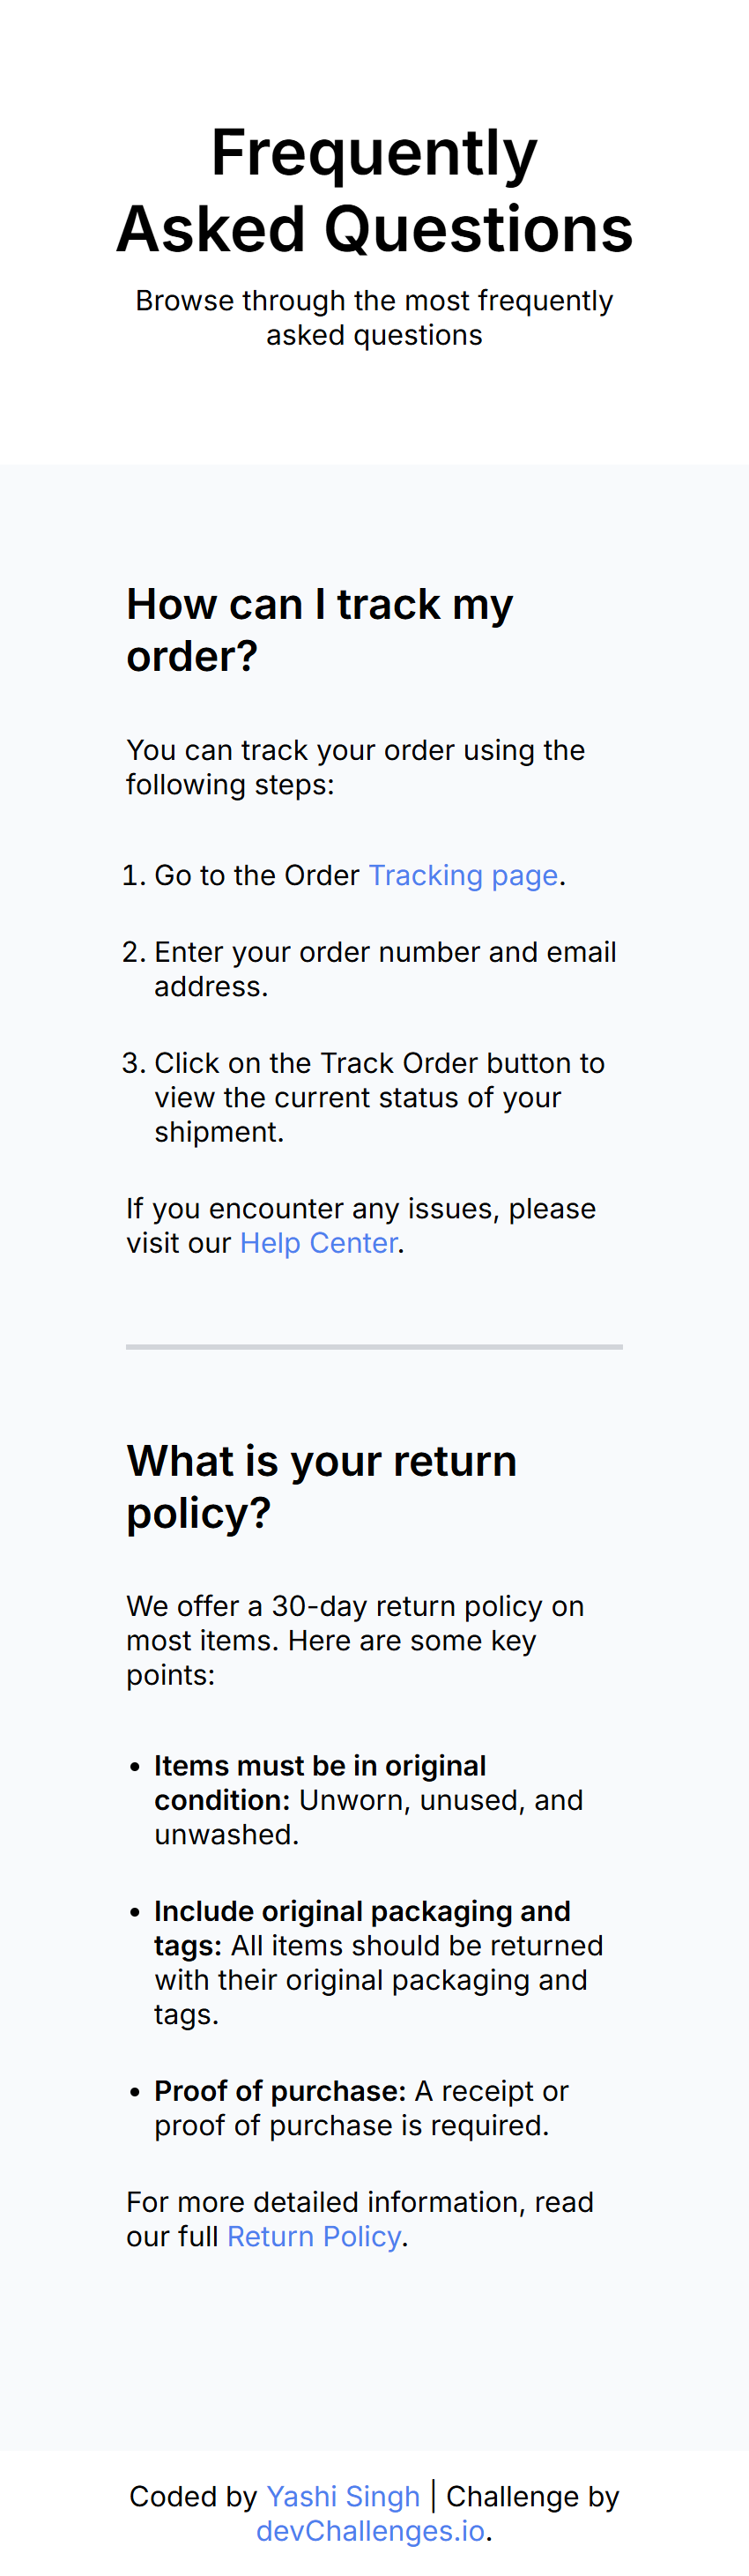 Frequently
Asked Questions
Browse through the most frequently
asked questions
How can I track my
order?
You can track your order using the
following steps:
1. Go to the Order Tracking page.
2. Enter your order number and email
address.
3. Click on the Track Order button to
view the current status of your
shipment.
If you encounter any issues, please
visit our Help Center.
What is your return
policy?
We offer a 30-day return policy on
most items. Here are some key
points:
• Items must be in original
condition: Unworn, unused, and
unwashed.
• Include original packaging and
tags: All items should be returned
with their original packaging and
tags.
• Proof of purchase: A receipt or
proof of purchase is required.
For more detailed information, read
our full Return Policy.
Coded by Yashi Singh | Challenge by
devChallenges.io.